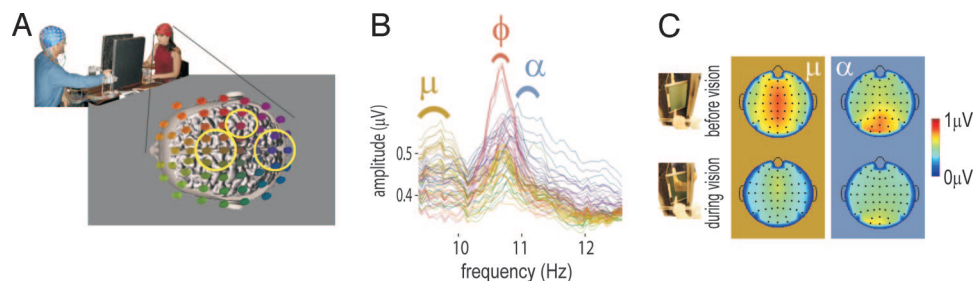 A
B
C
ϕ
α
μ
amplitude (μV)
0.5
0.4
10
11
12
frequency (Hz)
before vision
during vision
μ
α
1μV
0μV